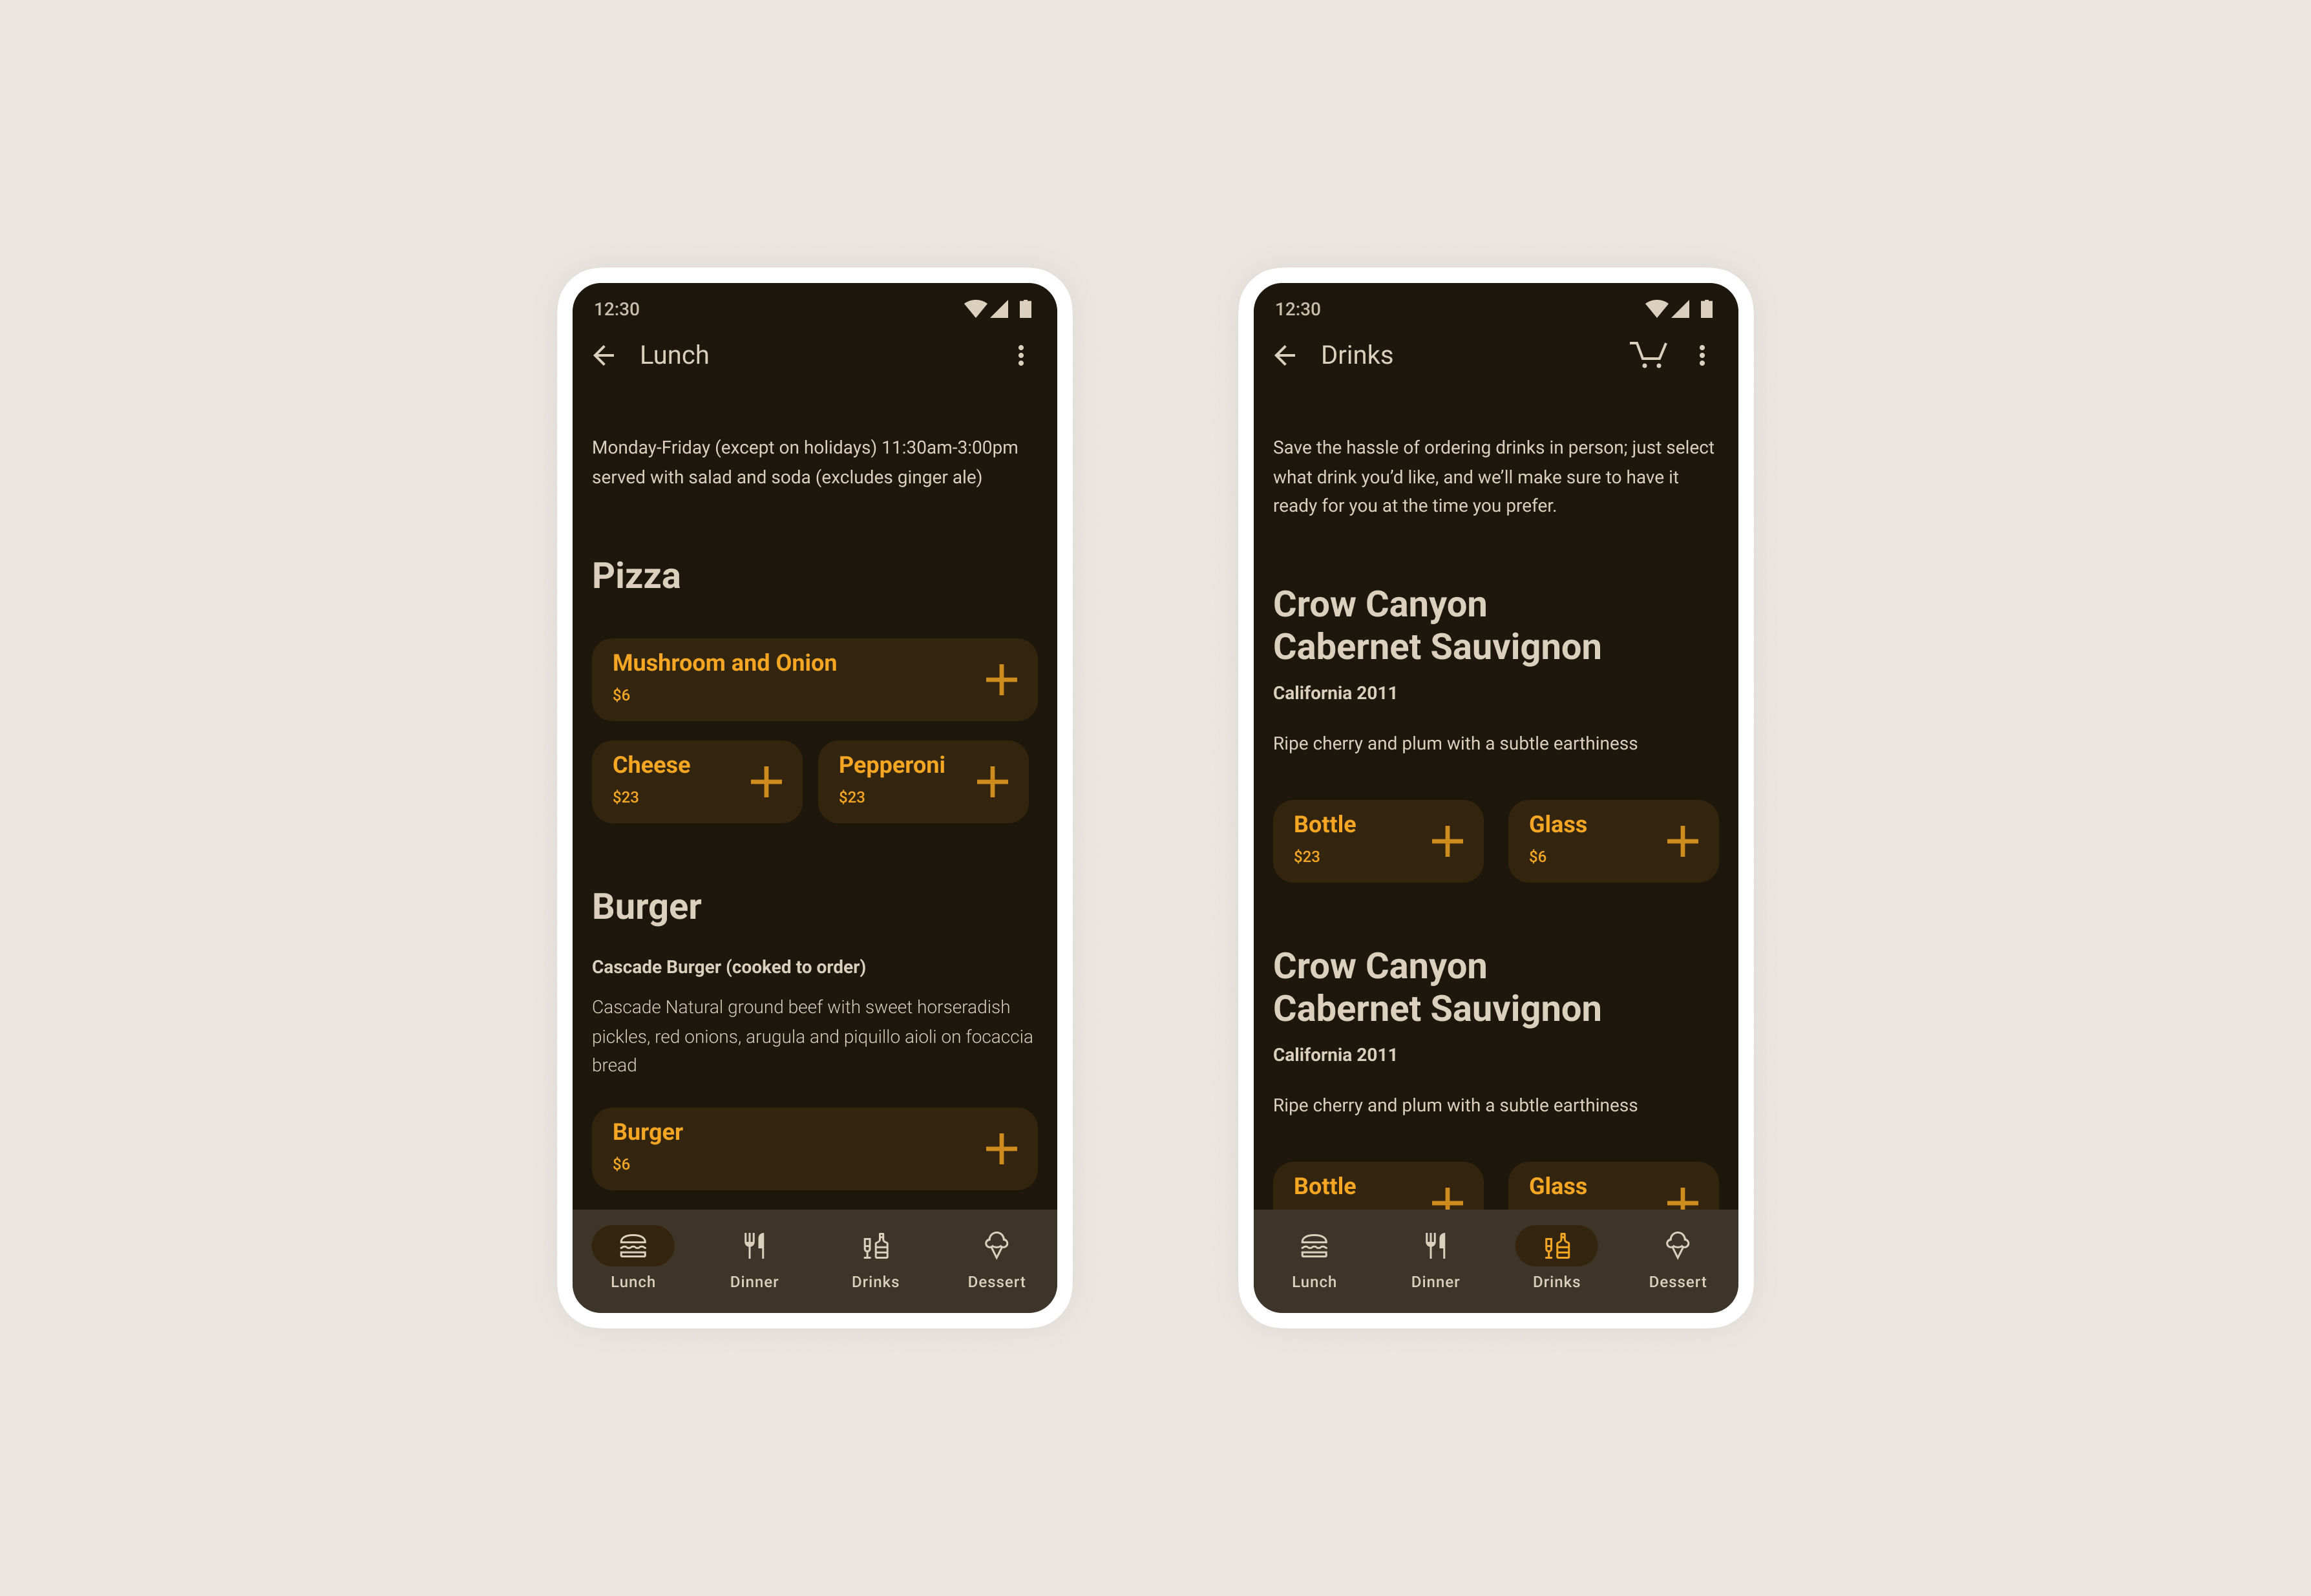 12:30
Lunch
Monday-Friday (except on holidays) 11:30am-3:00pm
served with salad and soda (excludes ginger ale)
Pizza
Mushroom and Onion
$6
Cheese
$23
Pepperoni
$23
Burger
Cascade Burger (cooked to order)
Cascade Natural ground beef with sweet horseradish
pickles, red onions, arugula and piquillo aioli on focaccia
bread
Burger
$6
Lunch
Dinner
Drinks
Dessert
12:30
Drinks
Save the hassle of ordering drinks in person; just select
what drink you’d like, and we’ll make sure to have it
ready for you at the time you prefer.
Crow Canyon
Cabernet Sauvignon
California 2011
Ripe cherry and plum with a subtle earthiness
Bottle
$23
Glass
$6
Crow Canyon
Cabernet Sauvignon
California 2011
Ripe cherry and plum with a subtle earthiness
Bottle
Glass
Lunch
Dinner
Drinks
Dessert